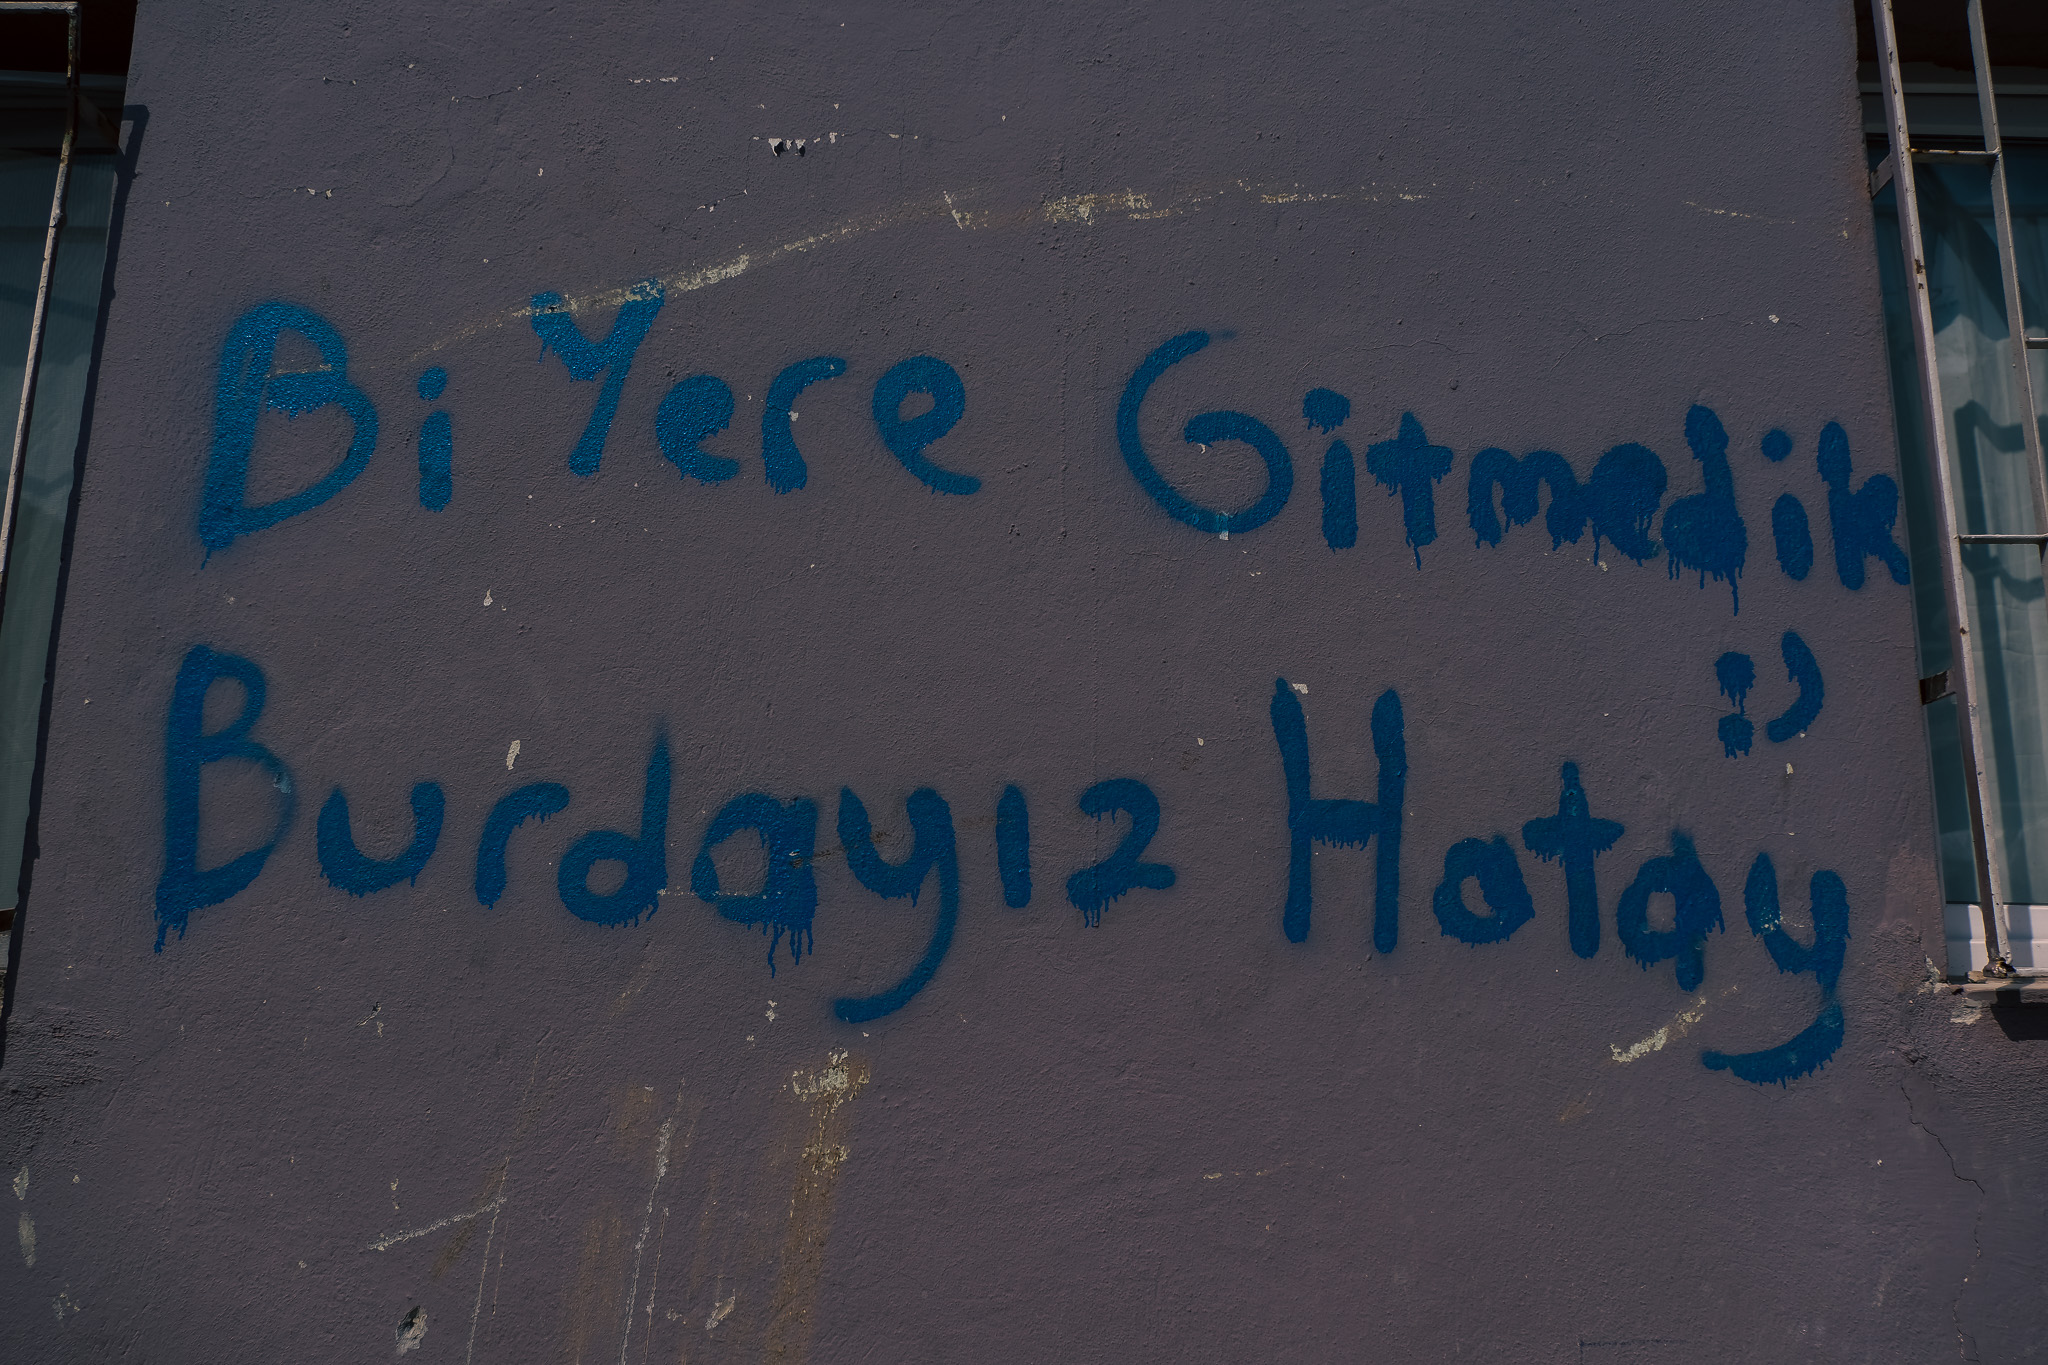 Bi Yere Gitmedik
:)
Burdayız Hatay